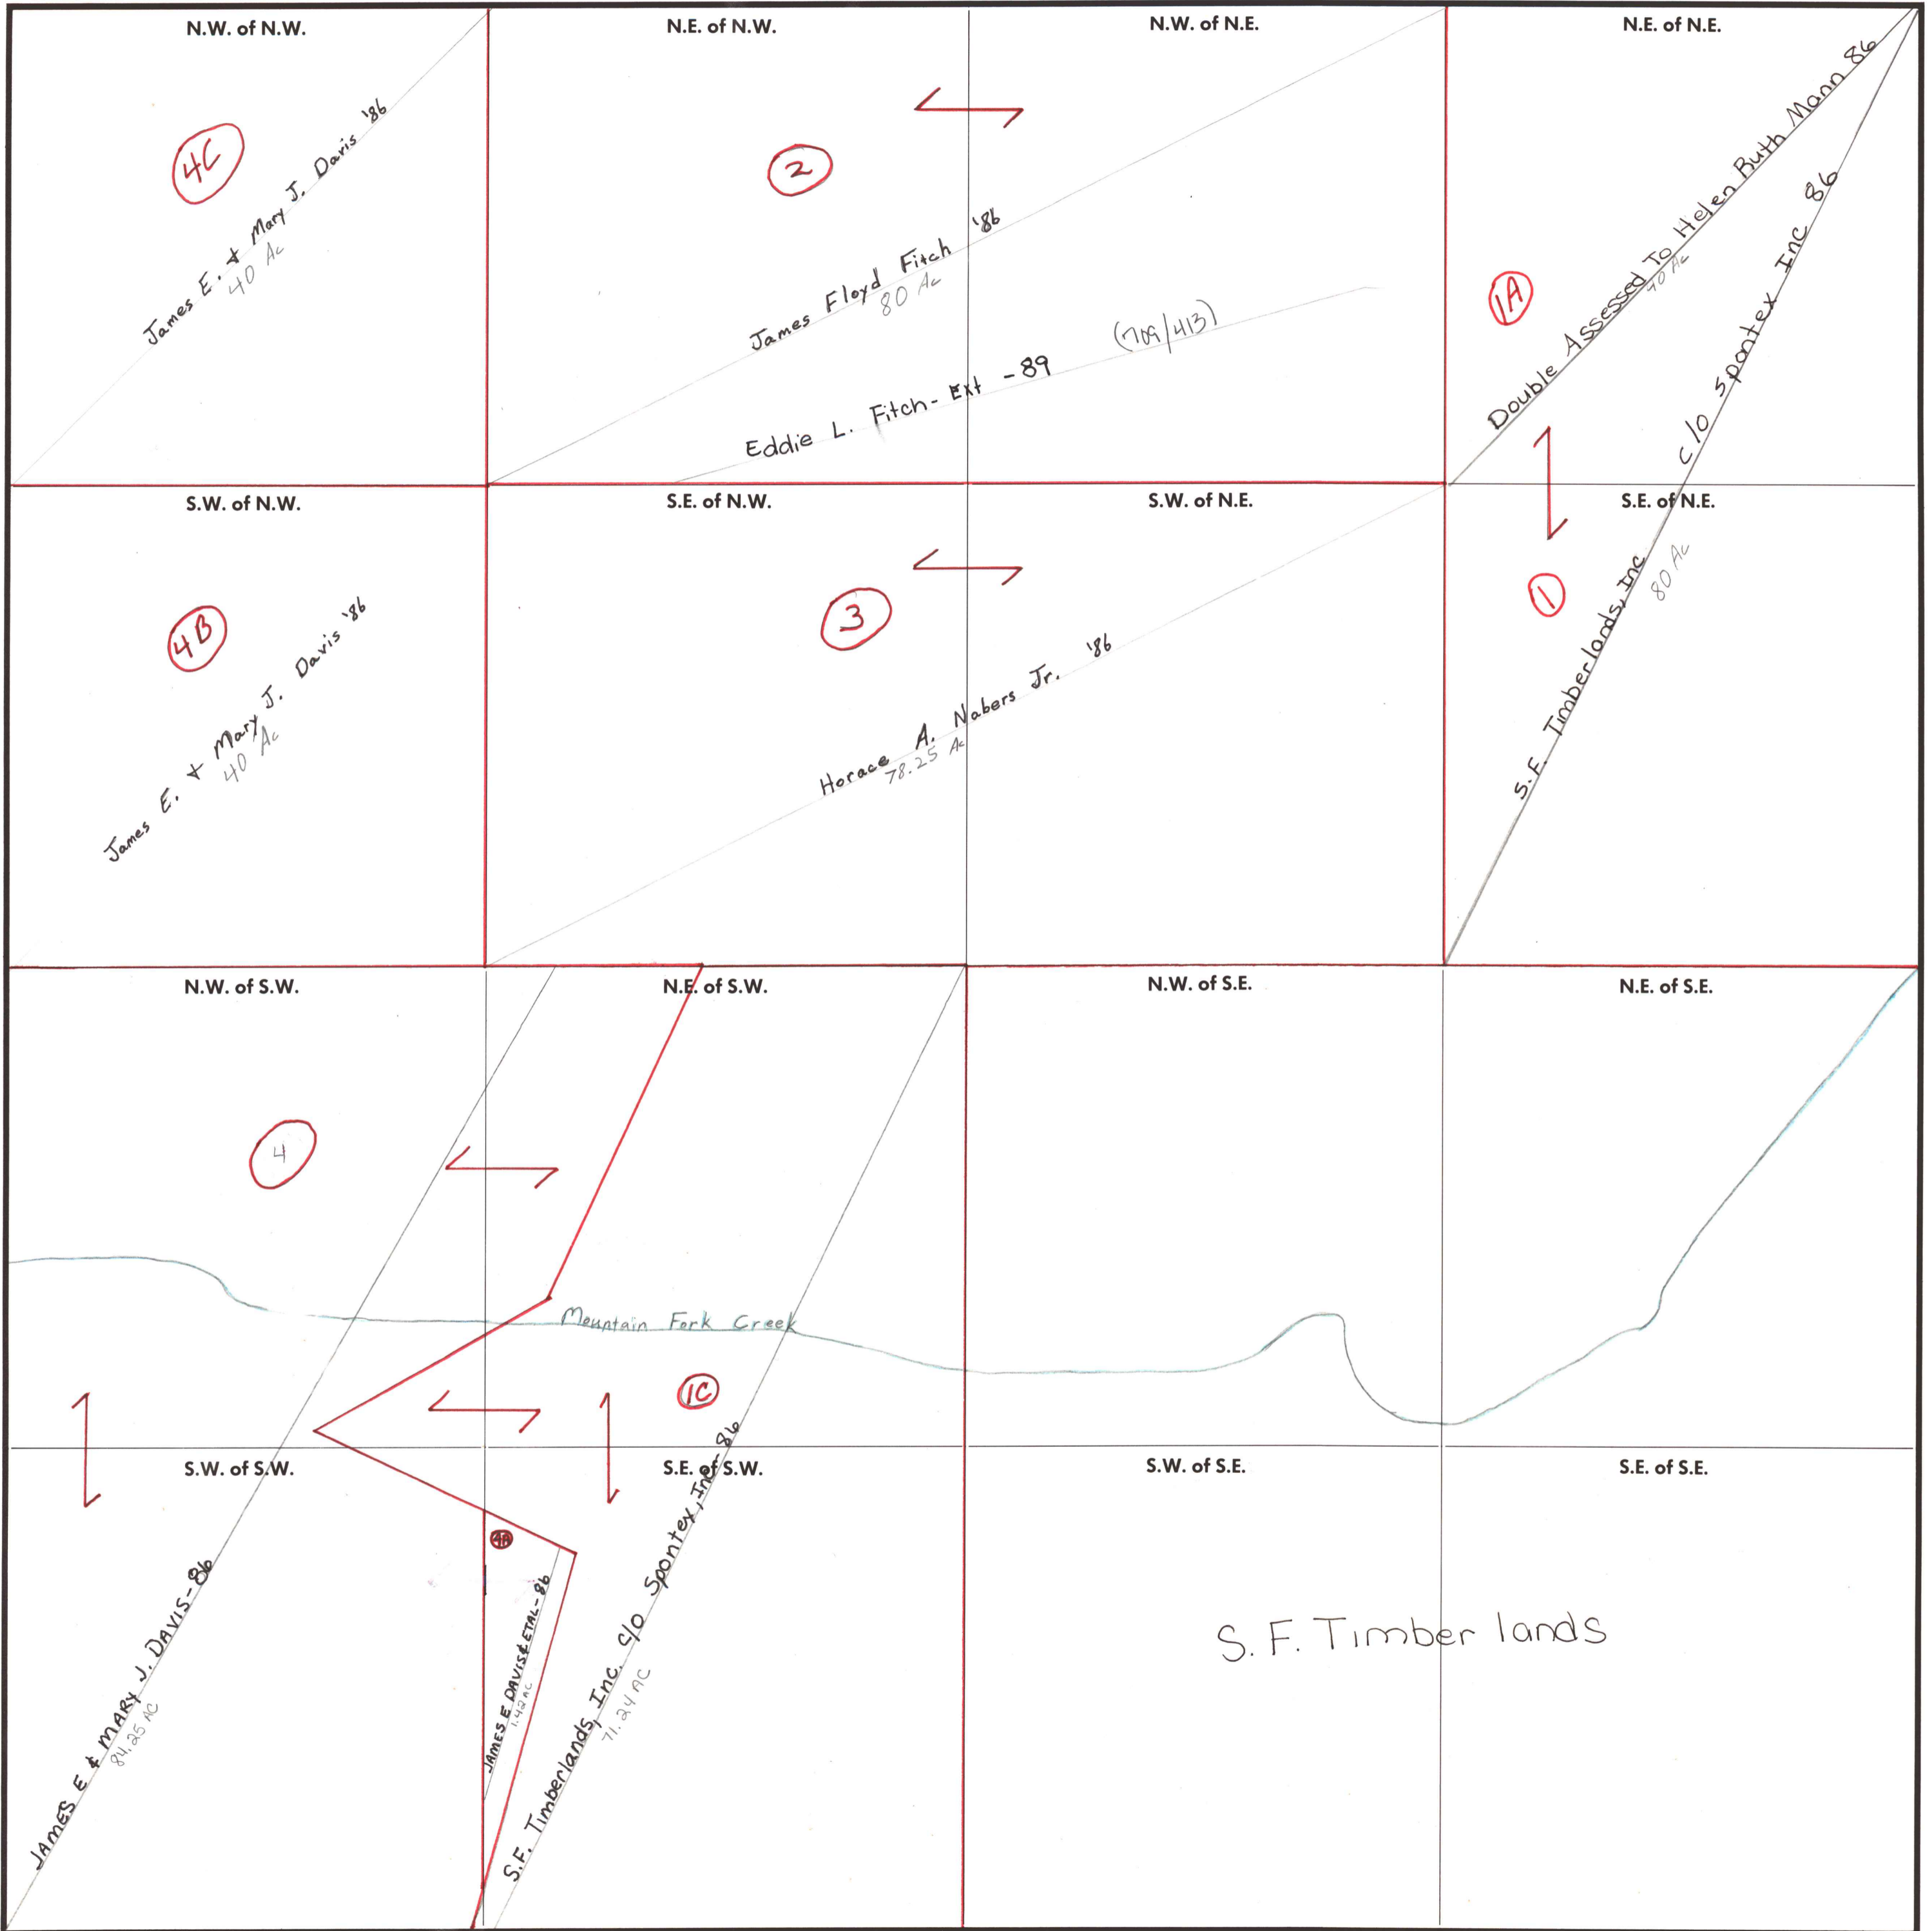 N.W. of N.W.
4C
James E. & Mary J. Davis '86
40 Ac
N.E. of N.W.
N.W. of N.E.
2
James Floyd Fitch '86
80 Ac
Eddie L. Fitch - Ext - 89 (709/413)
N.E. of N.E.
1A
Double Assessed To Helen Ruth Mann 86
40 Ac
S.W. of N.W.
4B
James E. & Mary J. Davis '86
40 Ac
S.E. of N.W.
S.W. of N.E.
3
Horace A. Nabers Jr. '86
78.25 Ac
S.E. of N.E.
1
S.F. Timberlands, Inc c/o Spontex Inc 86
80 Ac
N.W. of S.W.
N.E. of S.W.
N.W. of S.E.
N.E. of S.E.
4
Mountain Fork Creek
1C
S.W. of S.W.
S.E. of S.W.
S.W. of S.E.
S.E. of S.E.
4A
JAMES E & MARY J. DAVIS-86
84.25 AC
JAMES E DAVIS & ETAL-86
1.42 AC
S.F. Timberlands, Inc. c/o Spontex, Inc. 86
71.24 AC
S.F. Timber lands